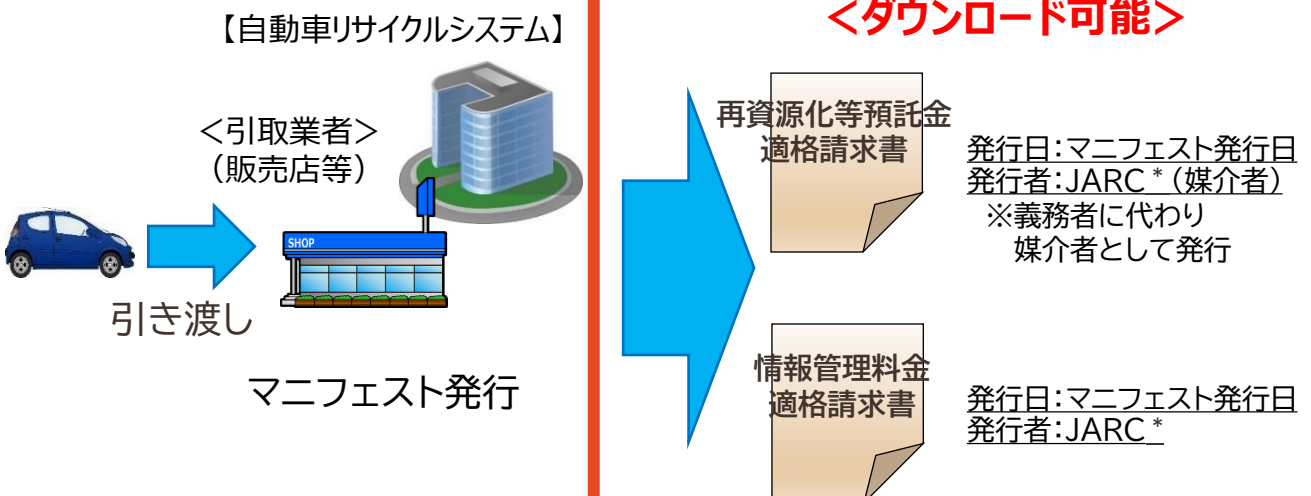 【自動車リサイクルシステム】
＜引取業者＞
（販売店等）
SHOP
引き渡し
マニフェスト発行
＜ダウンロード可能＞
再資源化等預託金
適格請求書
発行日：マニフェスト発行日
発行者：JARC＊（媒介者）
※義務者に代わり
媒介者として発行
情報管理料金
適格請求書
発行日：マニフェスト発行日
発行者：JARC＊